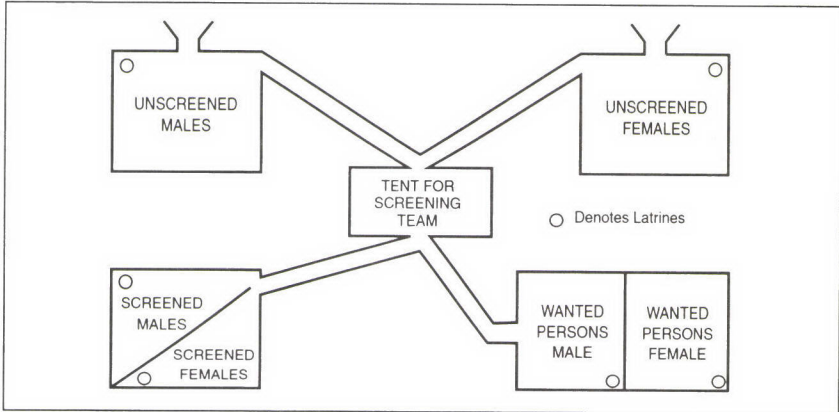 UNSCREENED
MALES
UNSCREENED
FEMALES
TENT FOR
SCREENING
TEAM
Denotes Latrines
SCREENED
MALES
SCREENED
FEMALES
WANTED
PERSONS
MALE
WANTED
PERSONS
FEMALE